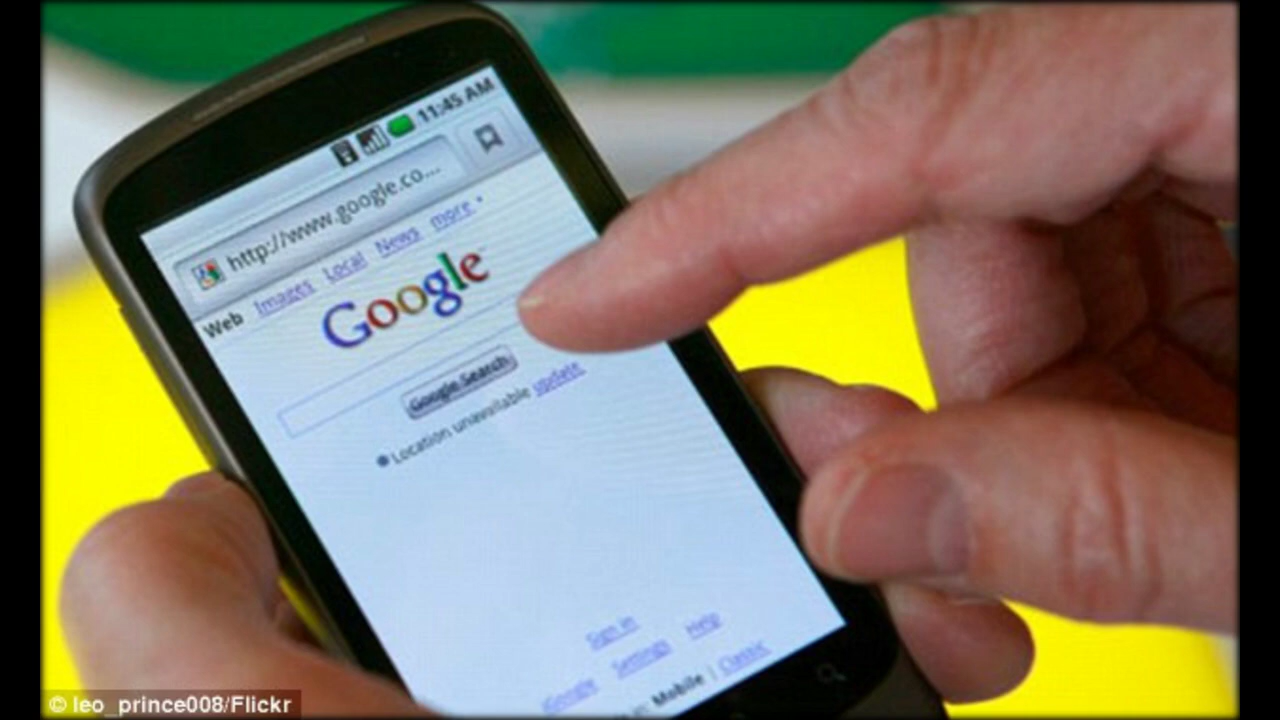 11:45 AM
http://www.google.co...
Web Images Local News more
Google
Google Search
Location unavailable update
Sign in
Settings Help
iGoogle
Mobile | Classic
© leo_prince008/Flickr